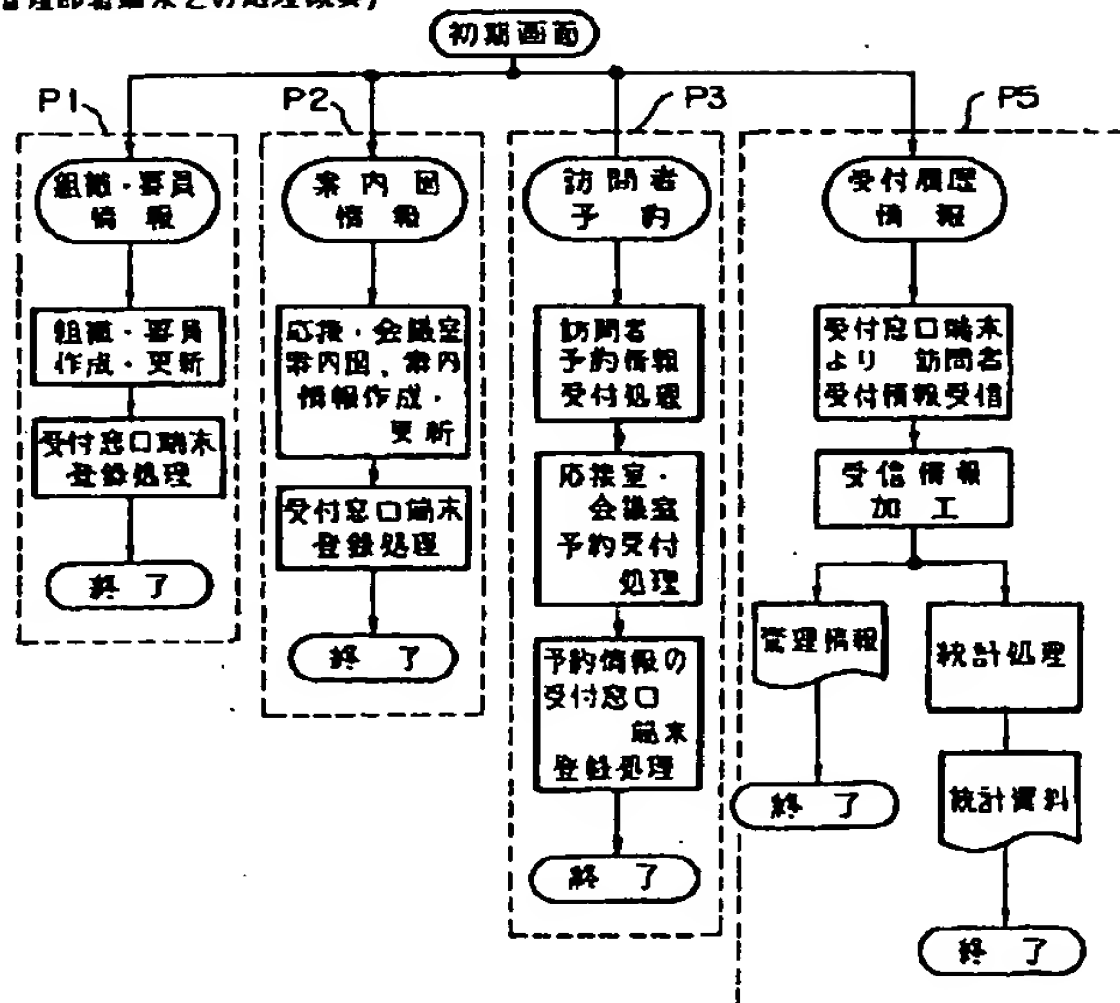 初期画面
P1
P2
P3
P5
組織・要員
情報
案内図
情報
訪問者
予約
受付履歴
情報
組織・要員
作成・更新
受付窓口端末
登録処理
終了
応接・会議室
案内図、案内
情報作成・
更新
受付窓口端末
登録処理
終了
訪問者
予約情報
受付処理
応接室・
会議室
予約受付
処理
予約情報の
受付窓口
端末
登録処理
終了
受付窓口端末
より 訪問者
受付情報受信
受信情報
加工
管理情報
終了
統計処理
統計資料
終了